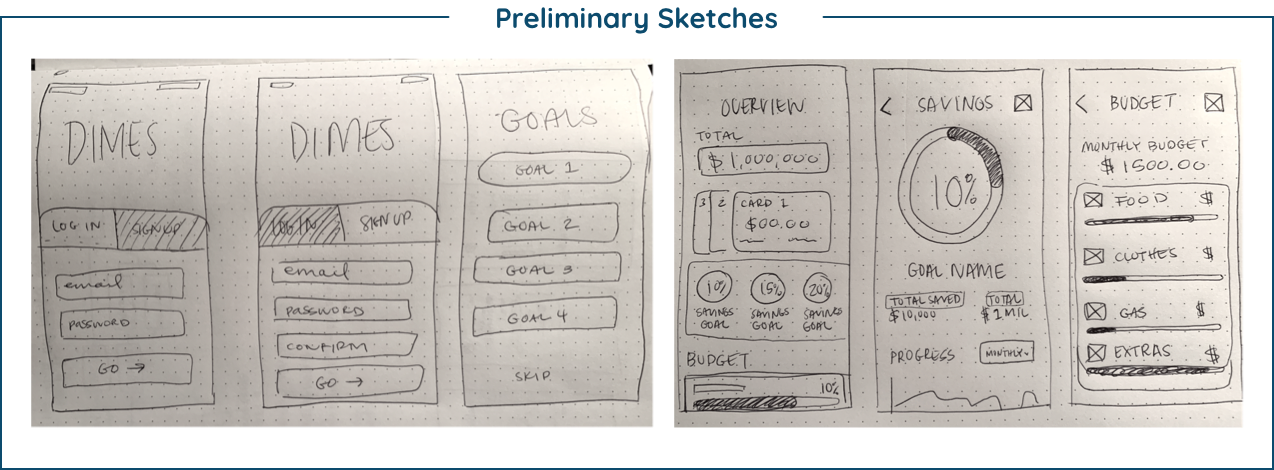 Preliminary Sketches
DIMES
LOG IN SIGN UP
email
PASSWORD
GO →
DIMES
LOG IN SIGN UP
email
PASSWORD
CONFIRM
GO →
GOALS
GOAL 1
GOAL 2
GOAL 3
GOAL 4
SKIP
OVERVIEW
TOTAL
$1,000,000
3 2 CARD 1
$00.00
10% 15% 20%
SAVINGS SAVINGS SAVINGS
GOAL GOAL GOAL
BUDGET
10%
< SAVINGS
10%
GOAL NAME
TOTAL SAVED TOTAL
$10,000 $1 MIL
PROGRESS MONTHLY
< BUDGET
MONTHLY BUDGET
$1500.00
FOOD $
CLOTHES $
GAS $
EXTRAS $